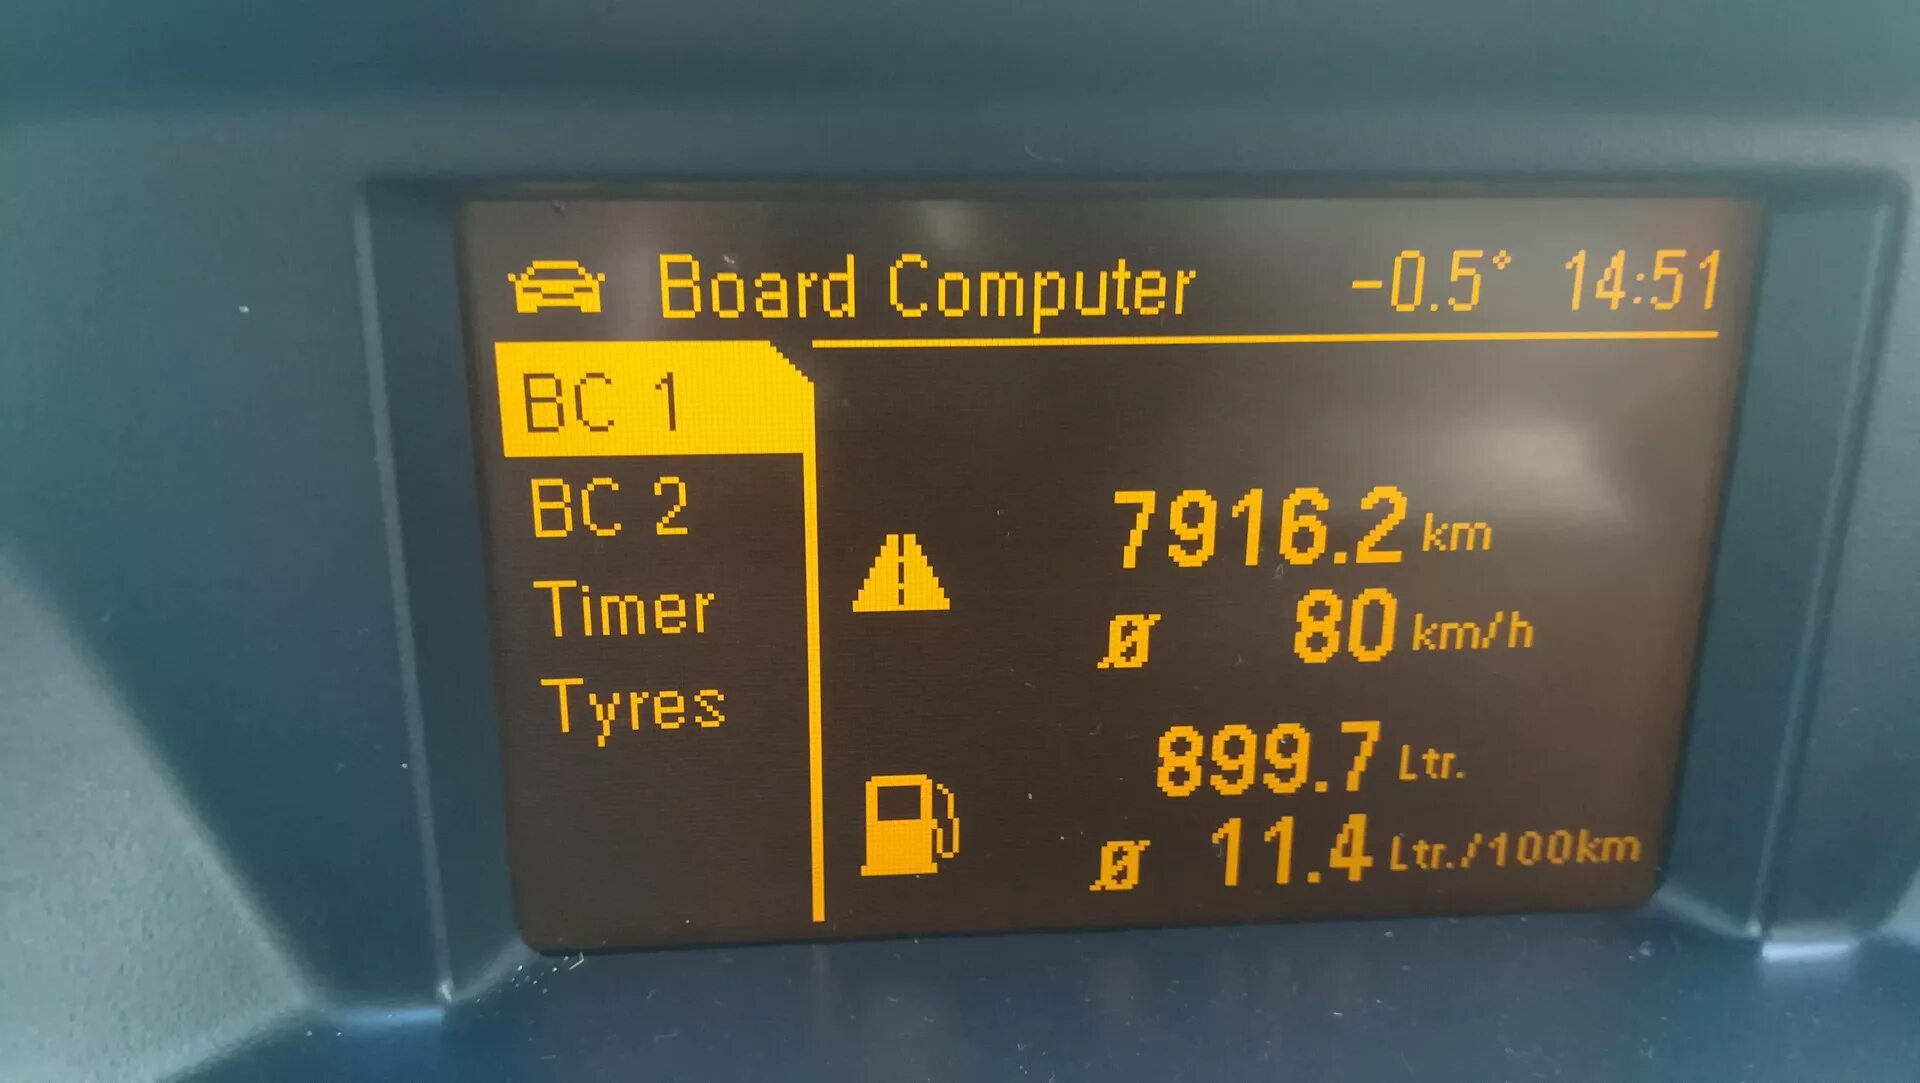 Board Computer -0.5° 14:51
BC 1
BC 2
Timer
Tyres
7916.2 km
Ø 80 km/h
899.7 Ltr.
Ø 11.4 Ltr./100km